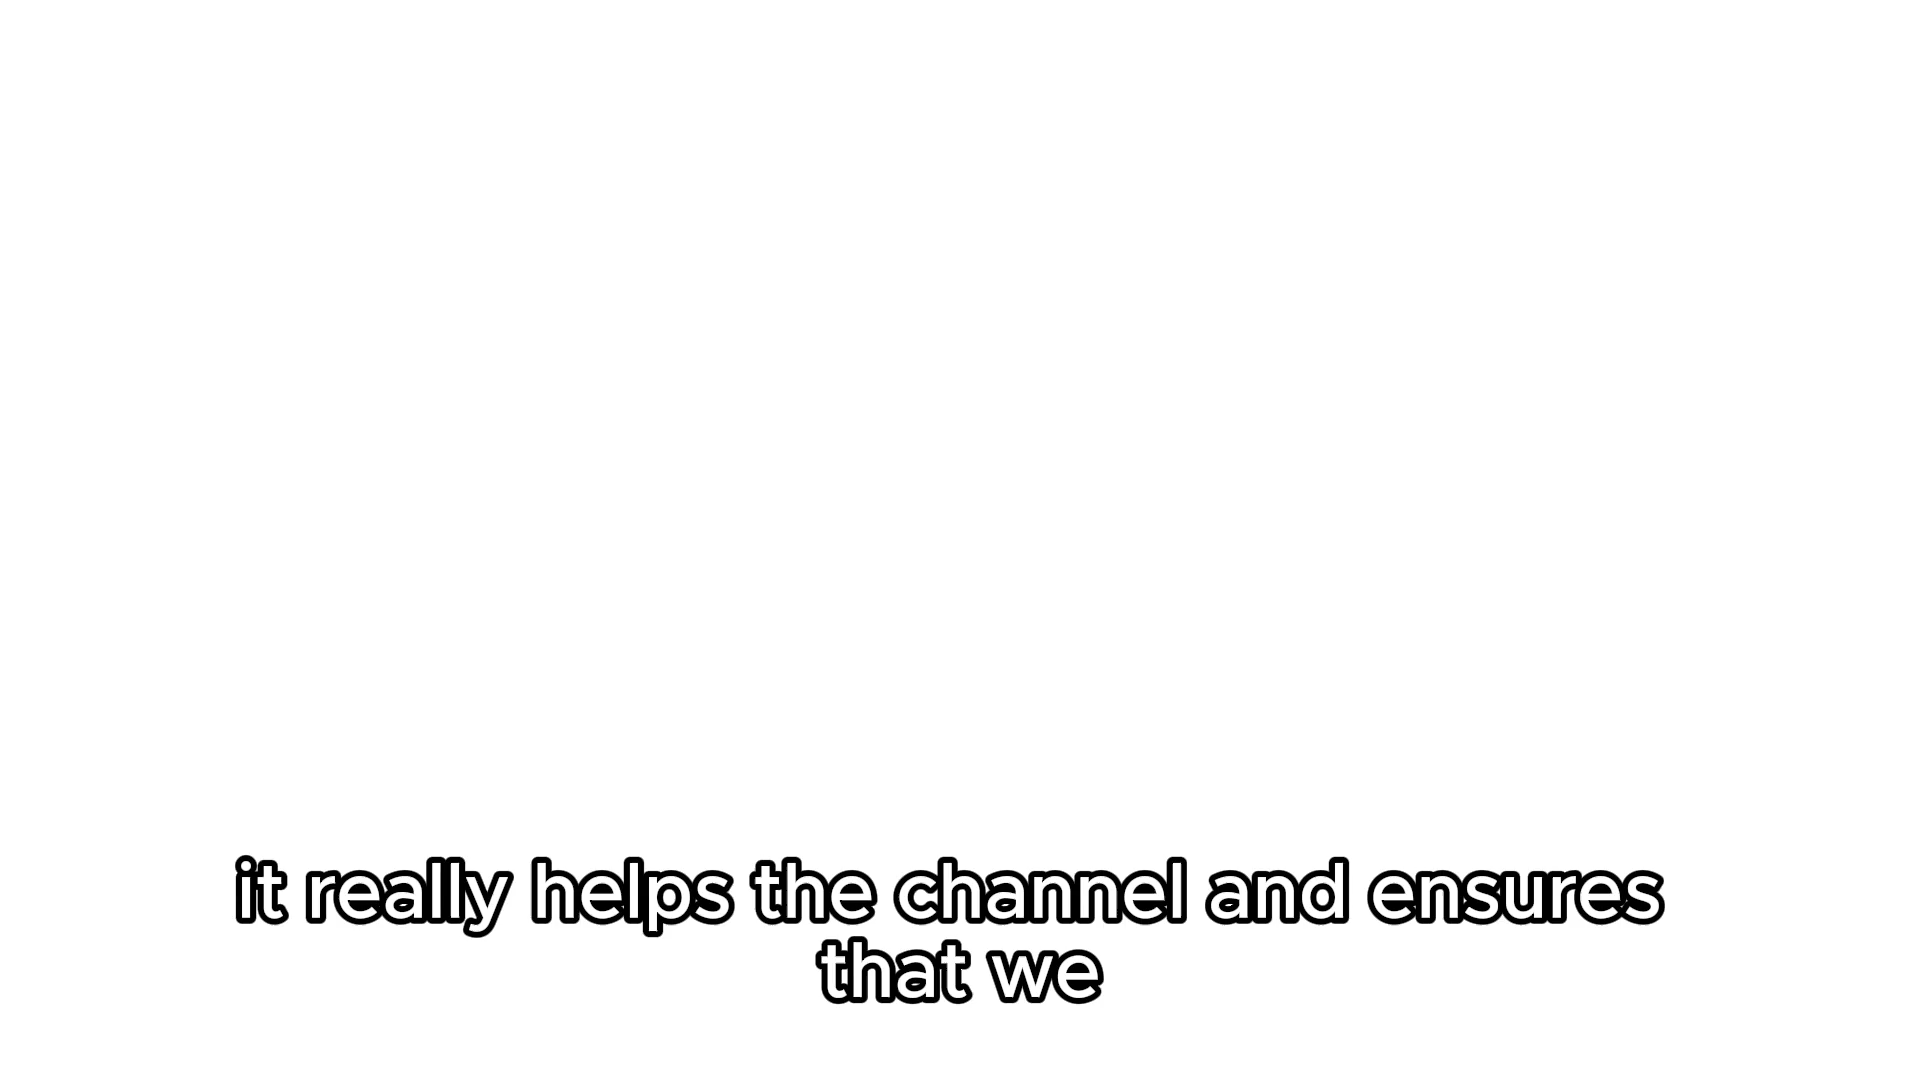 it really helps the channel and ensures
that we